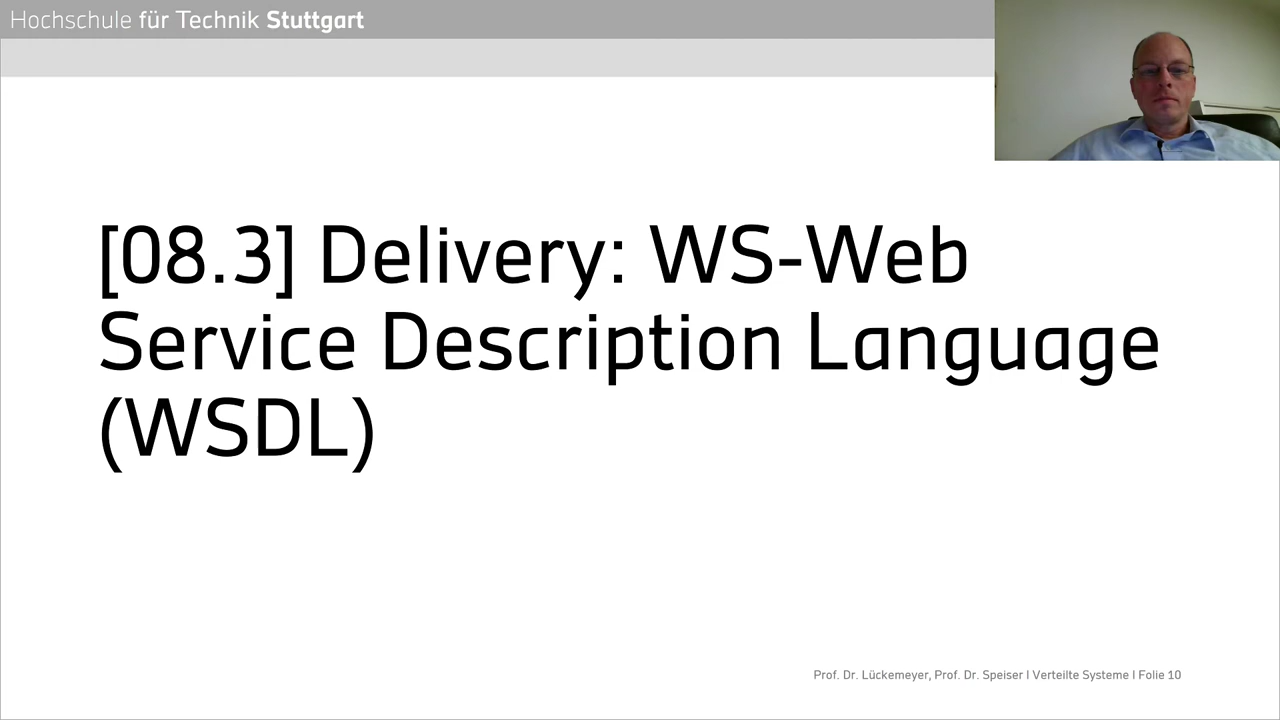 Hochschule für Technik Stuttgart
[08.3] Delivery: WS-Web
Service Description Language
(WSDL)
Prof. Dr. Lückemeyer, Prof. Dr. Speiser I Verteilte Systeme I Folie 10